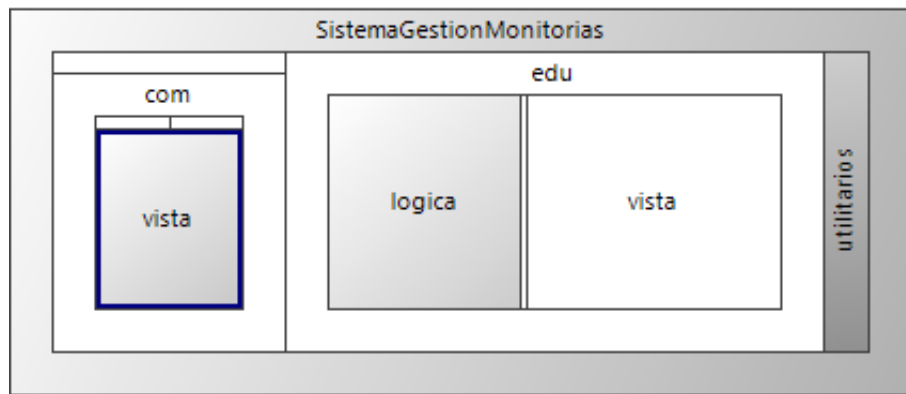 SistemaGestionMonitorias
com
edu
vista
logica
vista
utilitarios